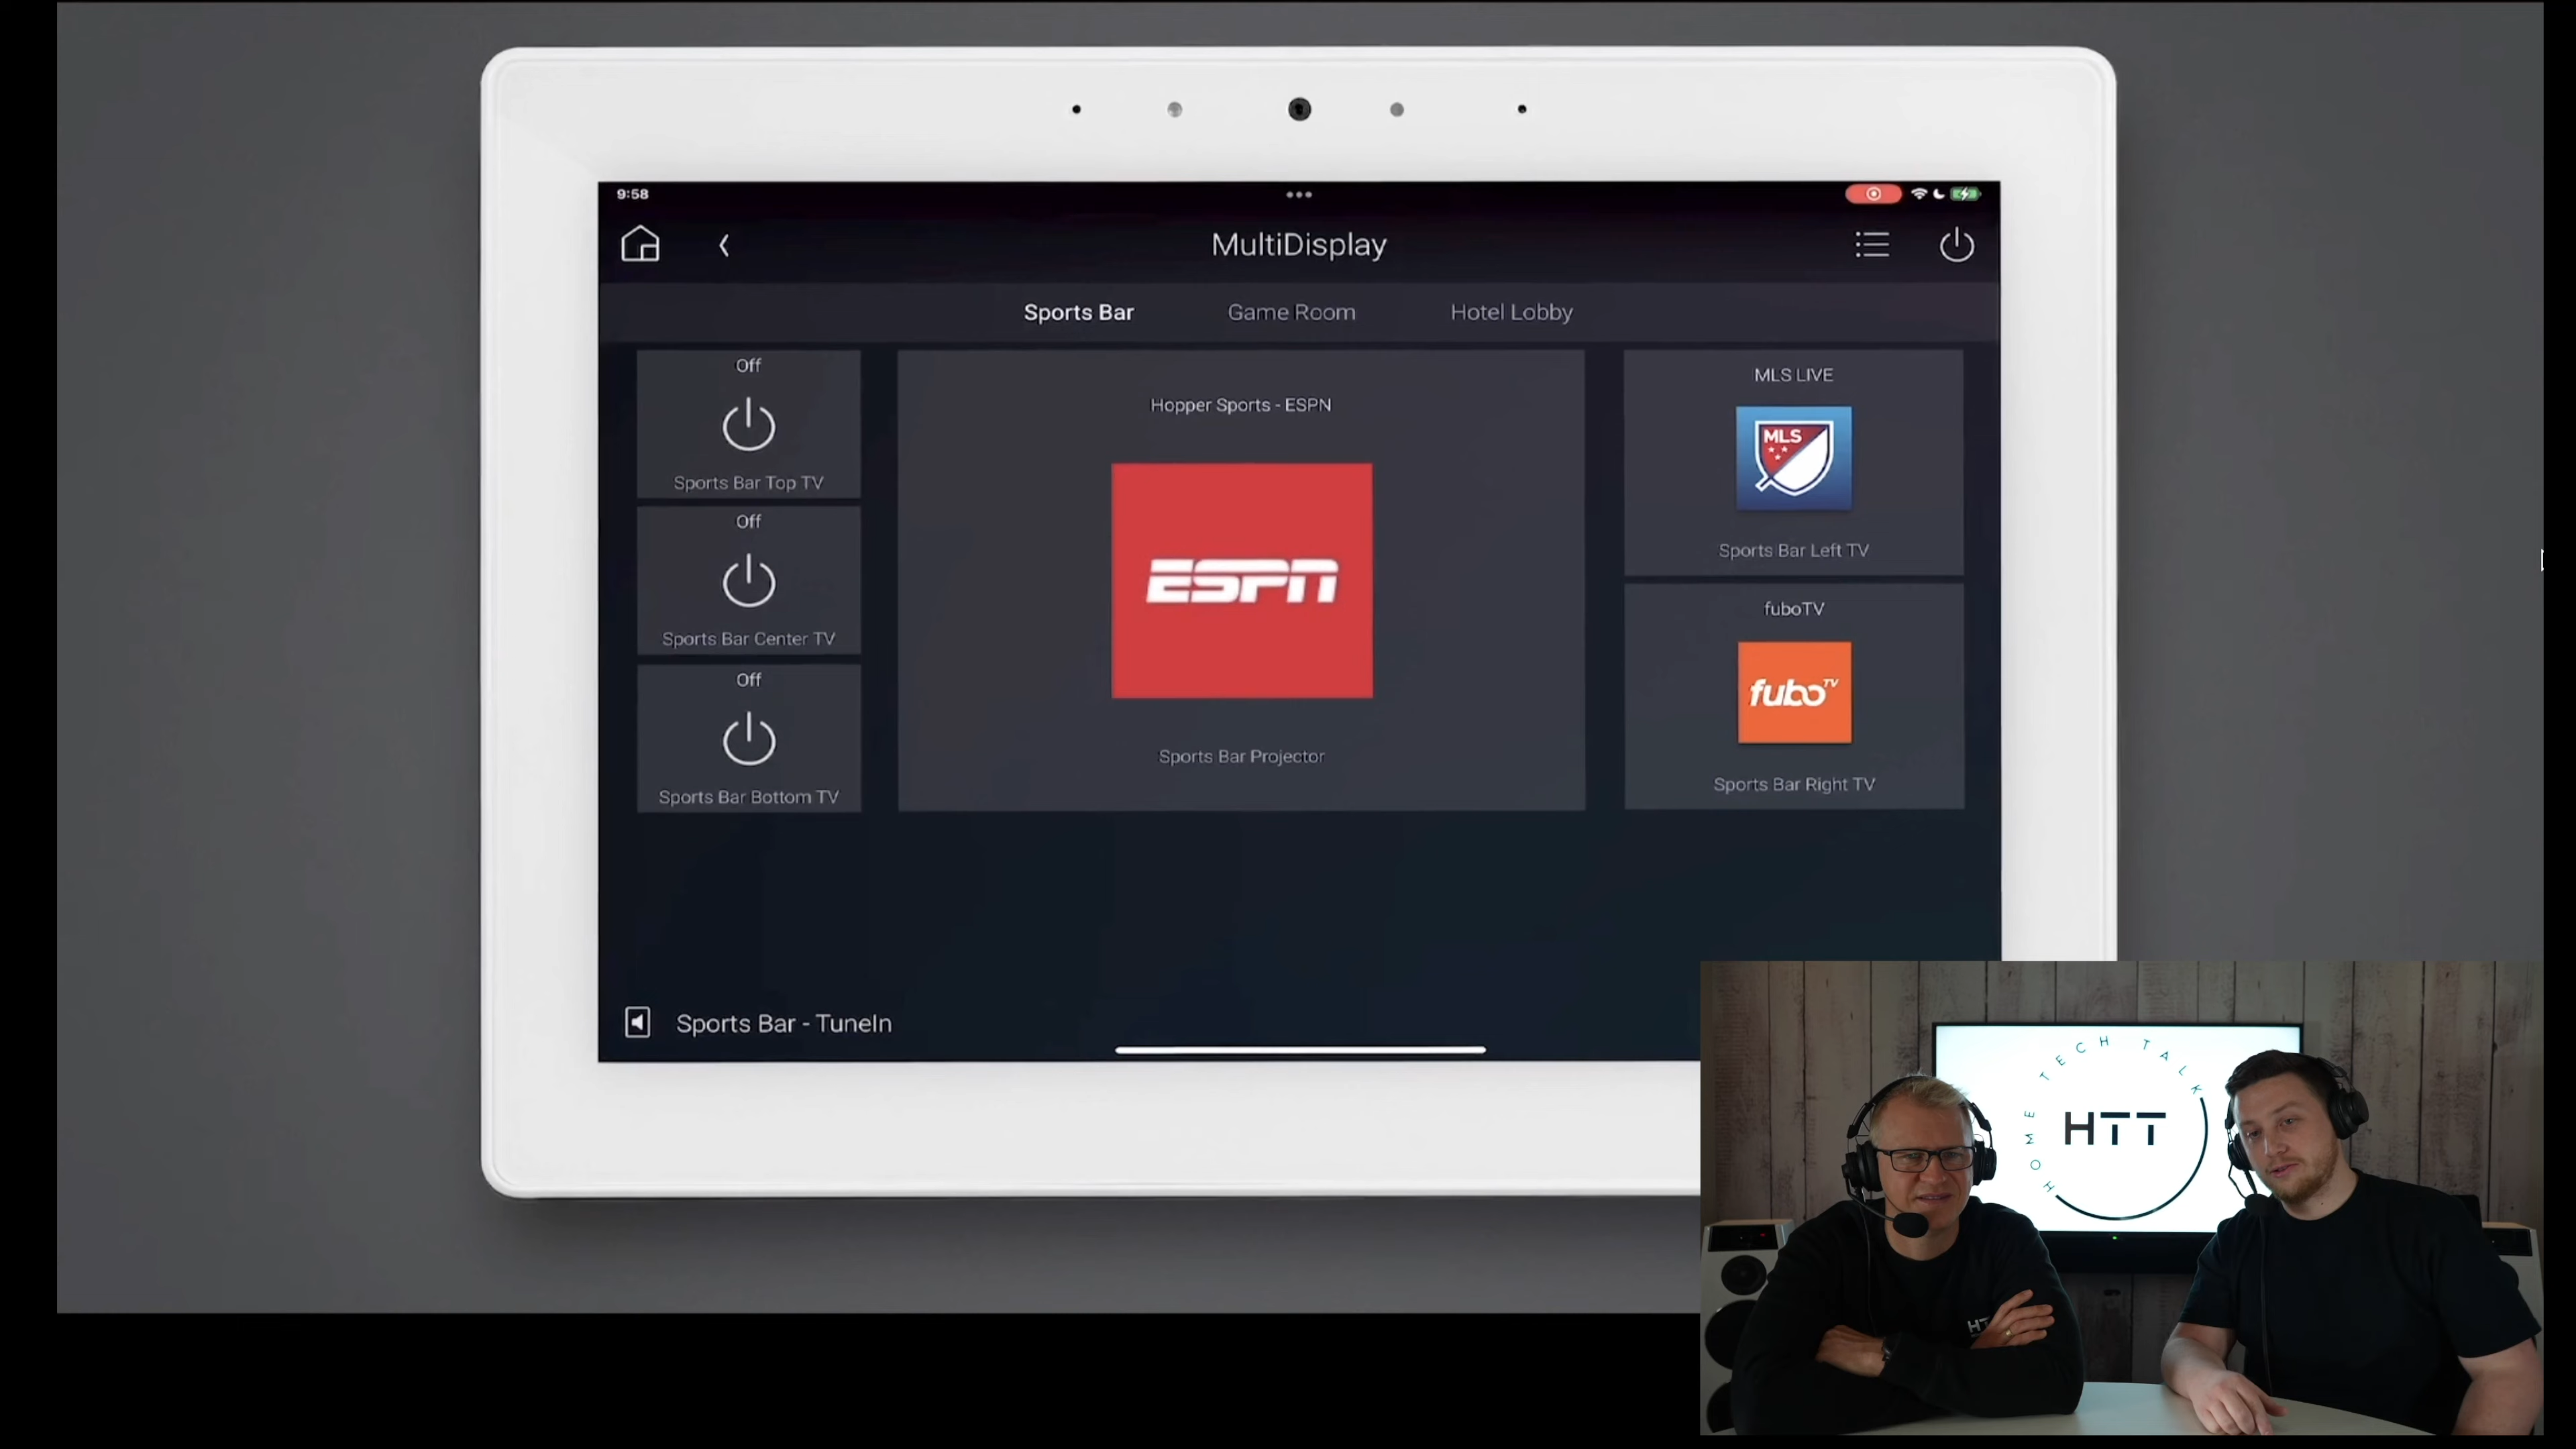 9:58
MultiDisplay
Sports Bar
Game Room
Hotel Lobby
Off
Sports Bar Top TV
Off
Sports Bar Center TV
Off
Sports Bar Bottom TV
Hopper Sports - ESPN
ESPN
Sports Bar Projector
MLS LIVE
MLS
Sports Bar Left TV
fuboTV
fuboTV
Sports Bar Right TV
Sports Bar - TuneIn
HOME TECH TALK
HTT
HT